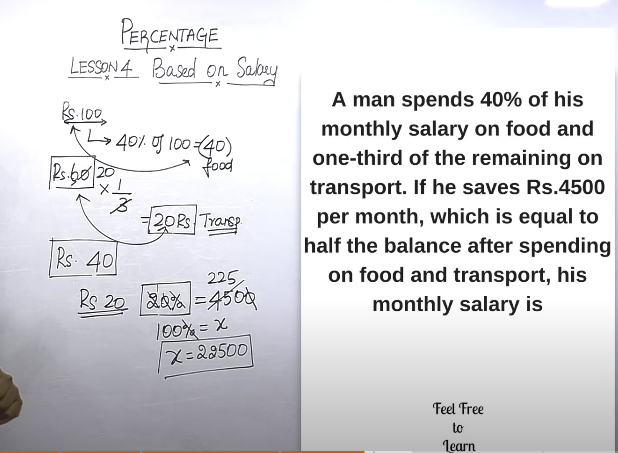 PERCENTAGE
LESSON 4 Based on Salary
Rs.100
40% of 100 = (40)
food
Rs.60 20
× 1
3
= 20 Rs Transp
Rs. 40
Rs 20 20% = 4500
225
100% = x
x = 22500
A man spends 40% of his
monthly salary on food and
one-third of the remaining on
transport. If he saves Rs.4500
per month, which is equal to
half the balance after spending
on food and transport, his
monthly salary is
Feel Free
to
Learn